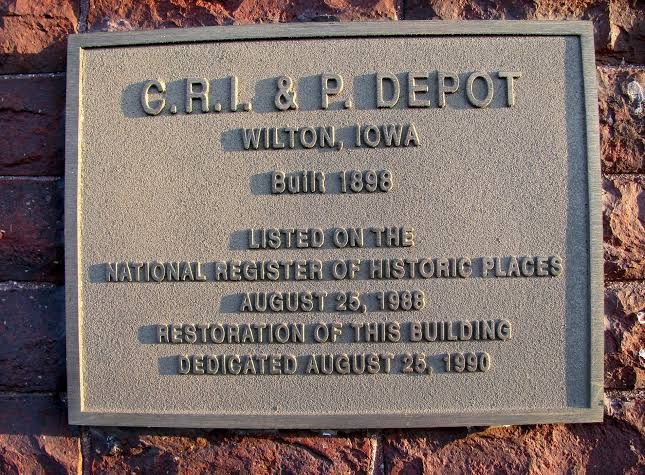 C.R.I. & P. DEPOT
WILTON, IOWA
Built 1898
LISTED ON THE
NATIONAL REGISTER OF HISTORIC PLACES
AUGUST 25, 1988
RESTORATION OF THIS BUILDING
DEDICATED AUGUST 25, 1990